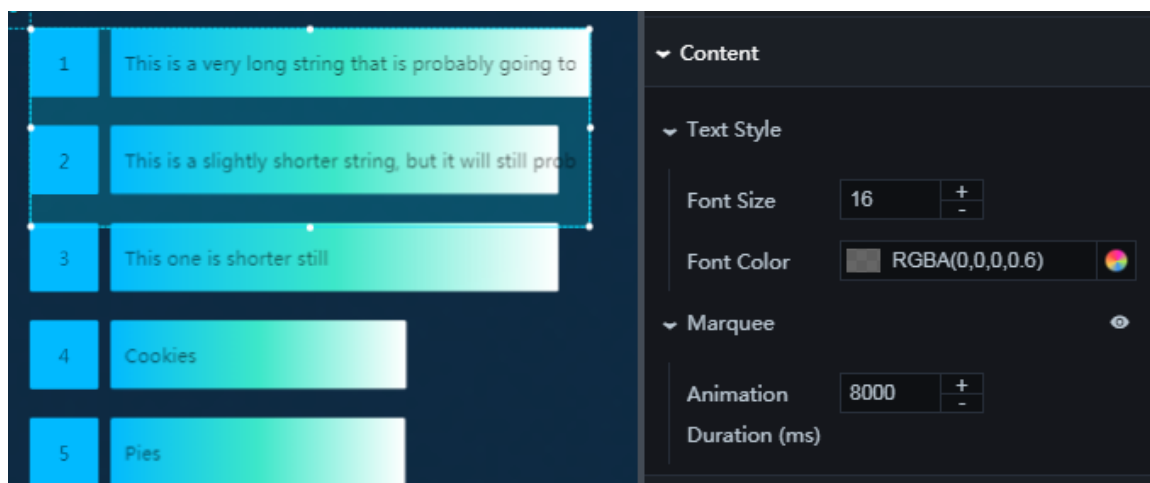 1 This is a very long string that is probably going to
2 This is a slightly shorter string, but it will still prob
3 This one is shorter still
4 Cookies
5 Pies
Content
Text Style
Font Size 16 + -
Font Color RGBA(0,0,0,0.6)
Marquee
Animation Duration (ms) 8000 + -